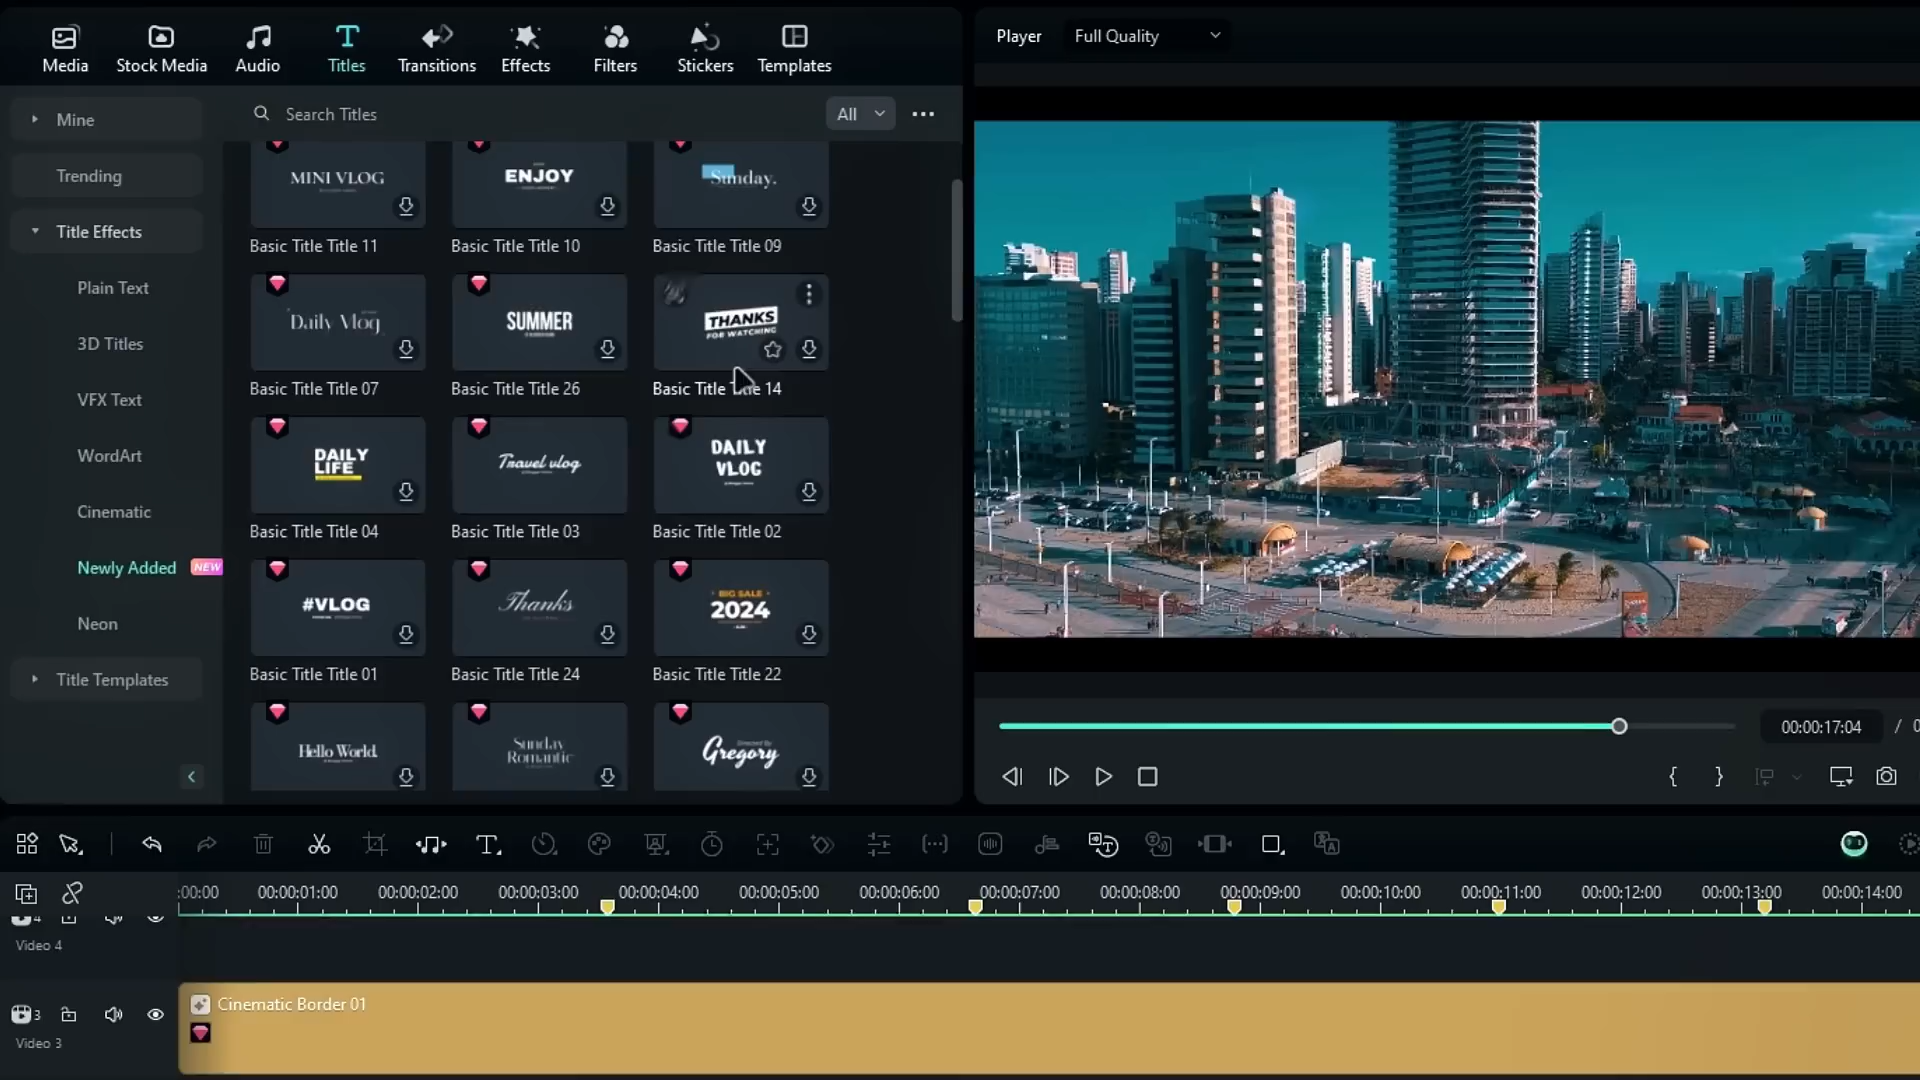 Media
Stock Media
Audio
Titles
Transitions
Effects
Filters
Stickers
Templates
Player
Full Quality
Mine
Trending
Title Effects
Plain Text
3D Titles
VFX Text
WordArt
Cinematic
Newly Added NEW
Neon
Title Templates
Search Titles
All
MINI VLOG
ENJOY
Sunday.
Basic Title Title 11
Basic Title Title 10
Basic Title Title 09
Daily Vlog
SUMMER
THANKS
FOR WATCHING
Basic Title Title 07
Basic Title Title 26
Basic Title Title 14
DAILY
LIFE
Travel vlog
DAILY
VLOG
Basic Title Title 04
Basic Title Title 03
Basic Title Title 02
#VLOG
Thanks
BIG SALE
2024
Basic Title Title 01
Basic Title Title 24
Basic Title Title 22
Hello World.
Sunday
Romantic
Directed By
Gregory
00:00:17:04 / 0
:00:00
00:00:01:00
00:00:02:00
00:00:03:00
00:00:04:00
00:00:05:00
00:00:06:00
00:00:07:00
00:00:08:00
00:00:09:00
00:00:10:00
00:00:11:00
00:00:12:00
00:00:13:00
00:00:14:00
4
Video 4
3
Video 3
Cinematic Border 01